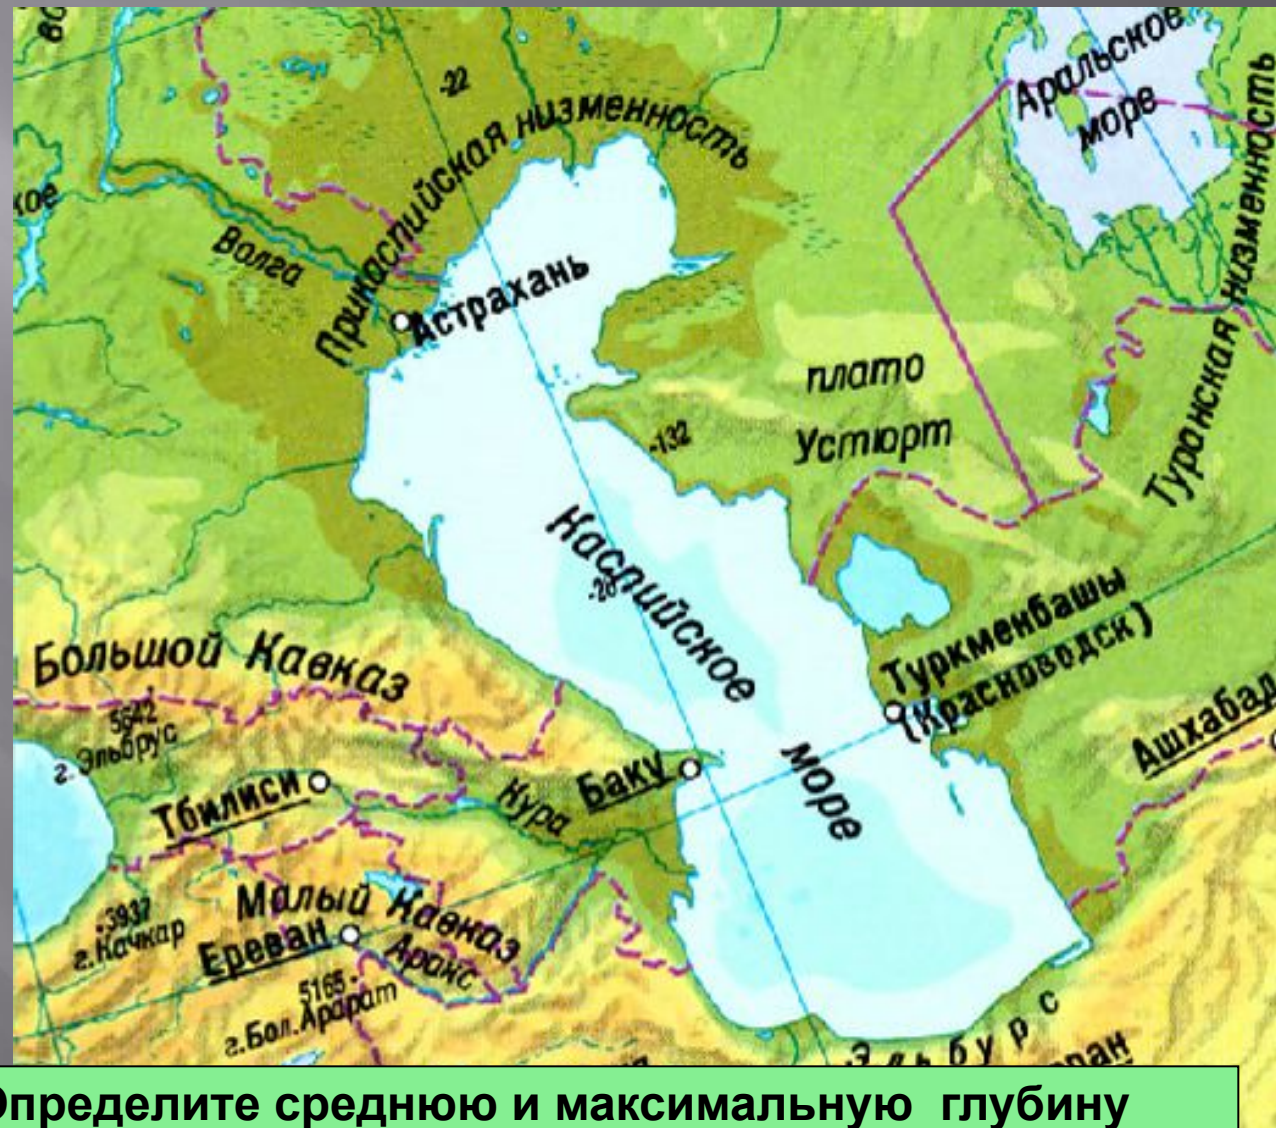 Аральское
море
-22
Прикаспийская низменность
Туранская низменность
кое
Волга
Астрахань
плато
Устюрт
-132
Каспийское
море
-28
Туркменбашы
(Красноводск)
Ашхабад
Большой Кавказ
5642
г. Эльбрус
Тбилиси
Кура
Баку
Малый Кавказ
3937
г. Качкар
Ереван
Аракс
5165
г. Бол. Арарат
Эльбурс
ран
Определите среднюю и максимальную глубину